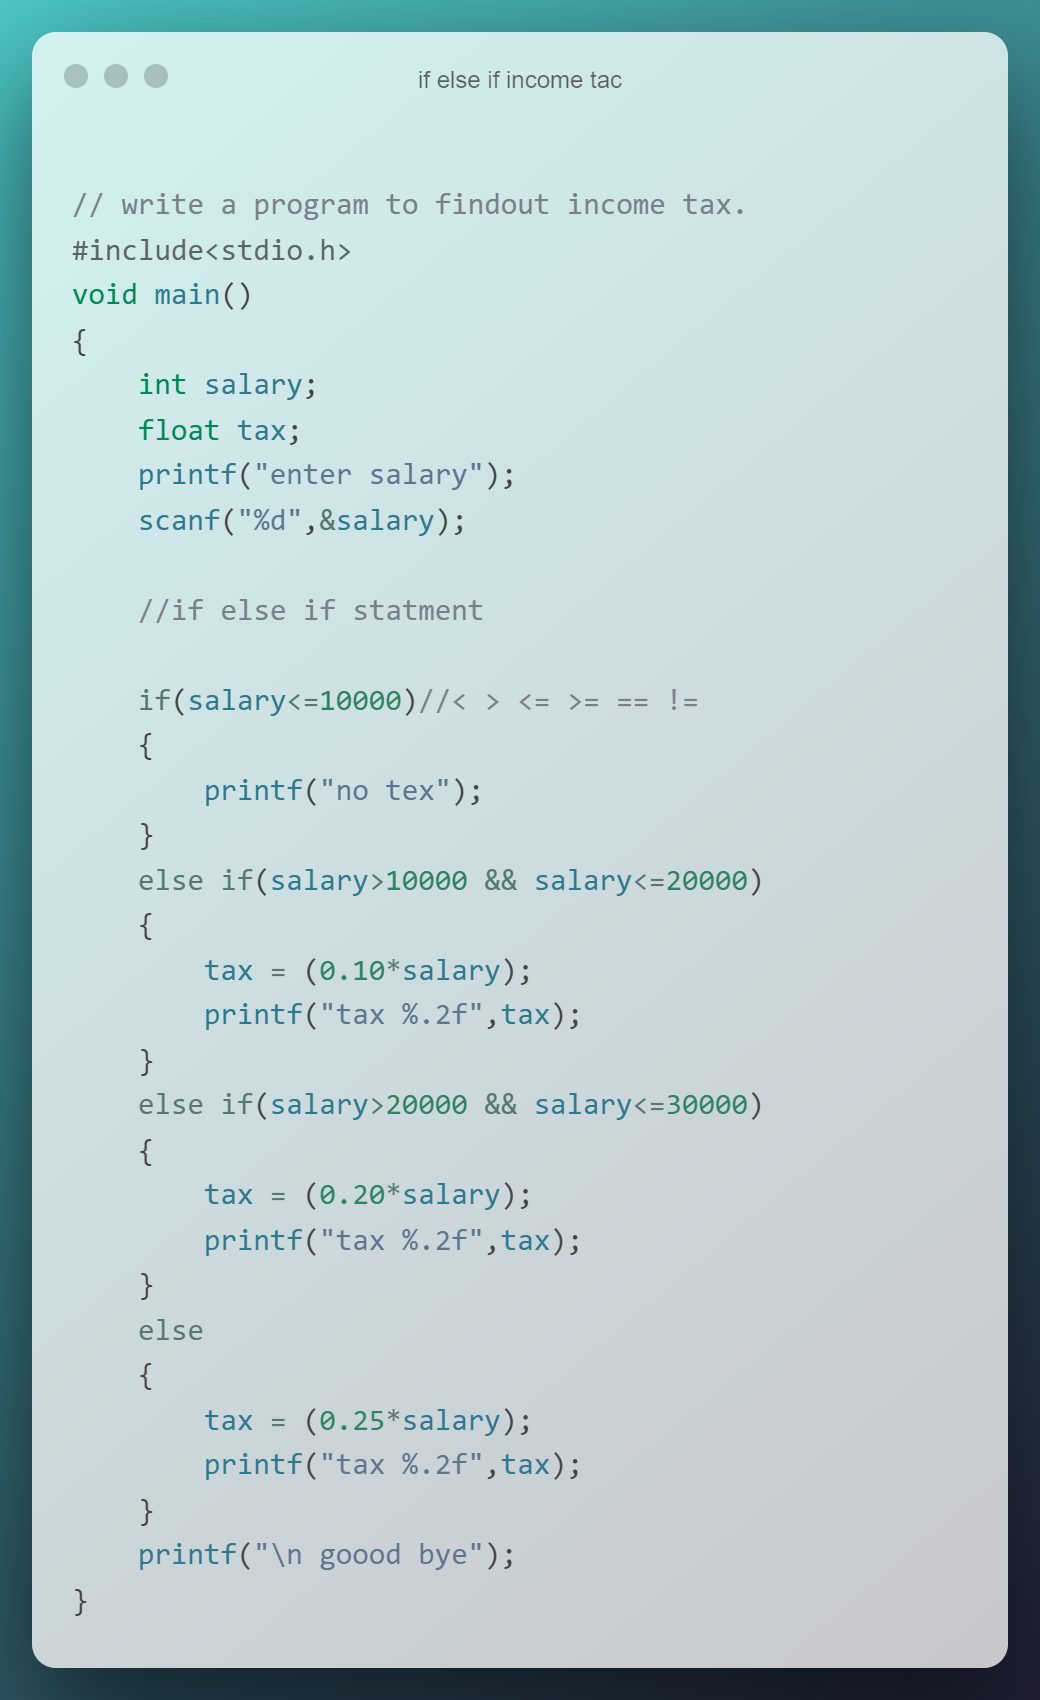 if else if income tac
// write a program to findout income tax.
#include<stdio.h>
void main()
{
    int salary;
    float tax;
    printf("enter salary");
    scanf("%d",&salary);
    //if else if statment
    if(salary<=10000)//< > <= >= == !=
    {
        printf("no tex");
    }
    else if(salary>10000 && salary<=20000)
    {
        tax = (0.10*salary);
        printf("tax %.2f",tax);
    }
    else if(salary>20000 && salary<=30000)
    {
        tax = (0.20*salary);
        printf("tax %.2f",tax);
    }
    else
    {
        tax = (0.25*salary);
        printf("tax %.2f",tax);
    }
    printf("\n goood bye");
}